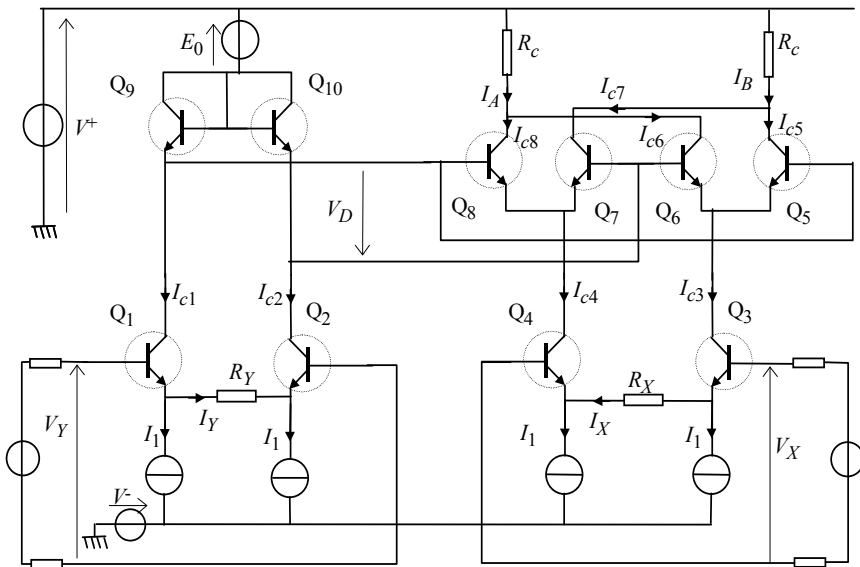 E0 Rc Rc
Q9 Q10
V+
IA Ic7 IB
Ic8 Ic6 Ic5
VD Q8 Q7 Q6 Q5
Ic1 Ic2 Ic4 Ic3
Q1 Q2 Q4 Q3
RY RX
VY I1 IY I1 I1 IX I1 VX
V-